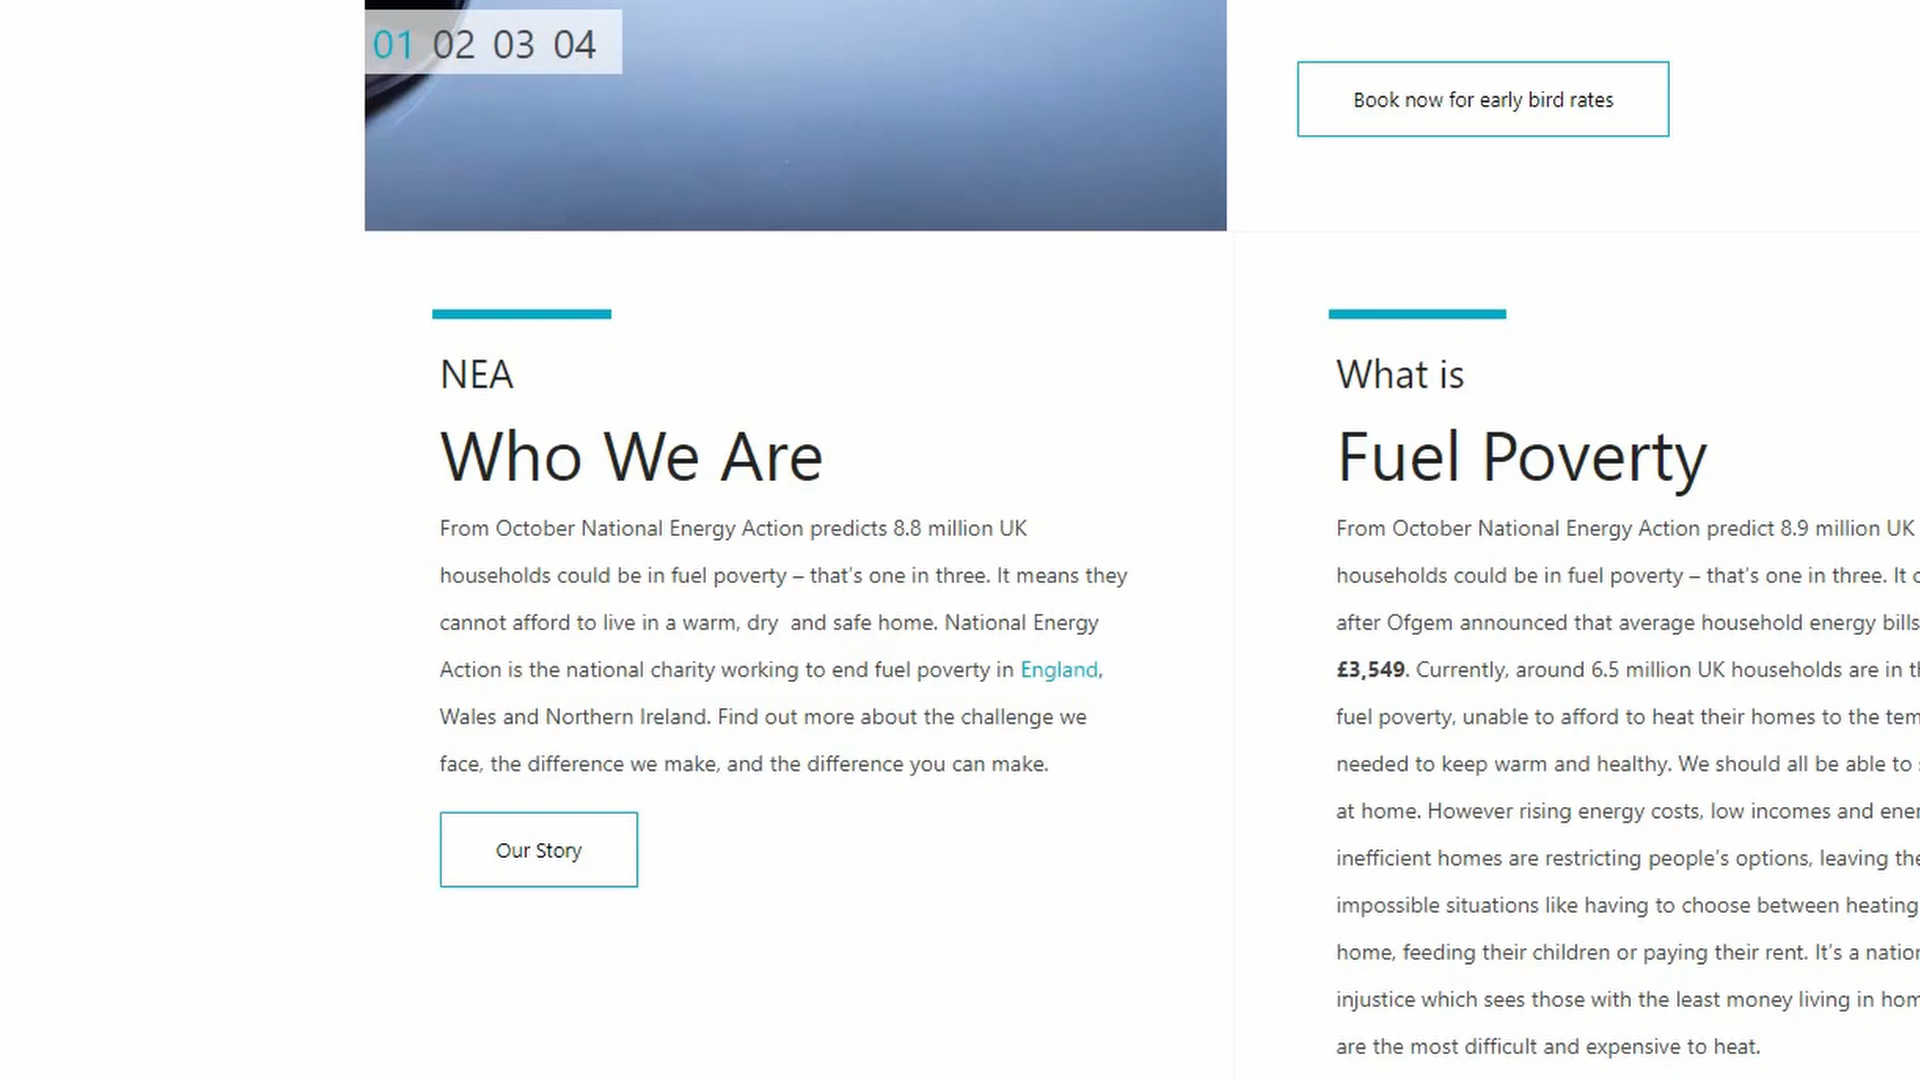 01 02 03 04
Book now for early bird rates
NEA
Who We Are
From October National Energy Action predicts 8.8 million UK
households could be in fuel poverty – that's one in three. It means they
cannot afford to live in a warm, dry  and safe home. National Energy
Action is the national charity working to end fuel poverty in England,
Wales and Northern Ireland. Find out more about the challenge we
face, the difference we make, and the difference you can make.
Our Story
What is
Fuel Poverty
From October National Energy Action predict 8.9 million UK
households could be in fuel poverty – that's one in three. It
after Ofgem announced that average household energy bills
£3,549. Currently, around 6.5 million UK households are in
fuel poverty, unable to afford to heat their homes to the
needed to keep warm and healthy. We should all be able to
at home. However rising energy costs, low incomes and
inefficient homes are restricting people's options, leaving
impossible situations like having to choose between heating
home, feeding their children or paying their rent. It's a
injustice which sees those with the least money living in
are the most difficult and expensive to heat.